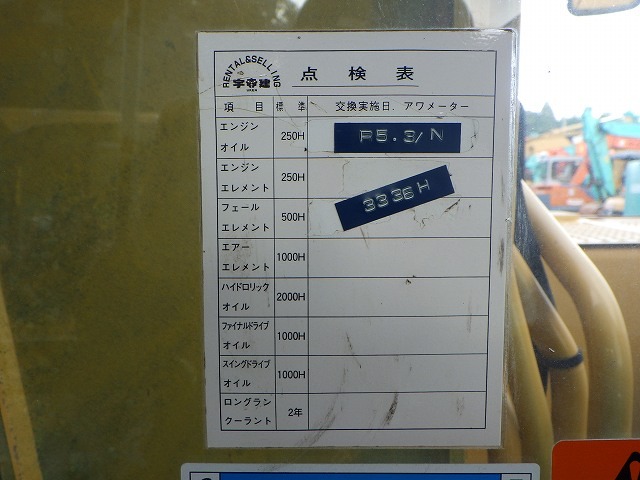 RENTAL&SELLING
点検表
項目 標準 交換実施日．アワメーター
エンジン
オイル 250H P5.3/N
エンジン
エレメント 250H
3336H
フェール
エレメント 500H
エアー
エレメント 1000H
ハイドロリック
オイル 2000H
ファイナルドライブ
オイル 1000H
スイングドライブ
オイル 1000H
ロングラン
クーラント 2年